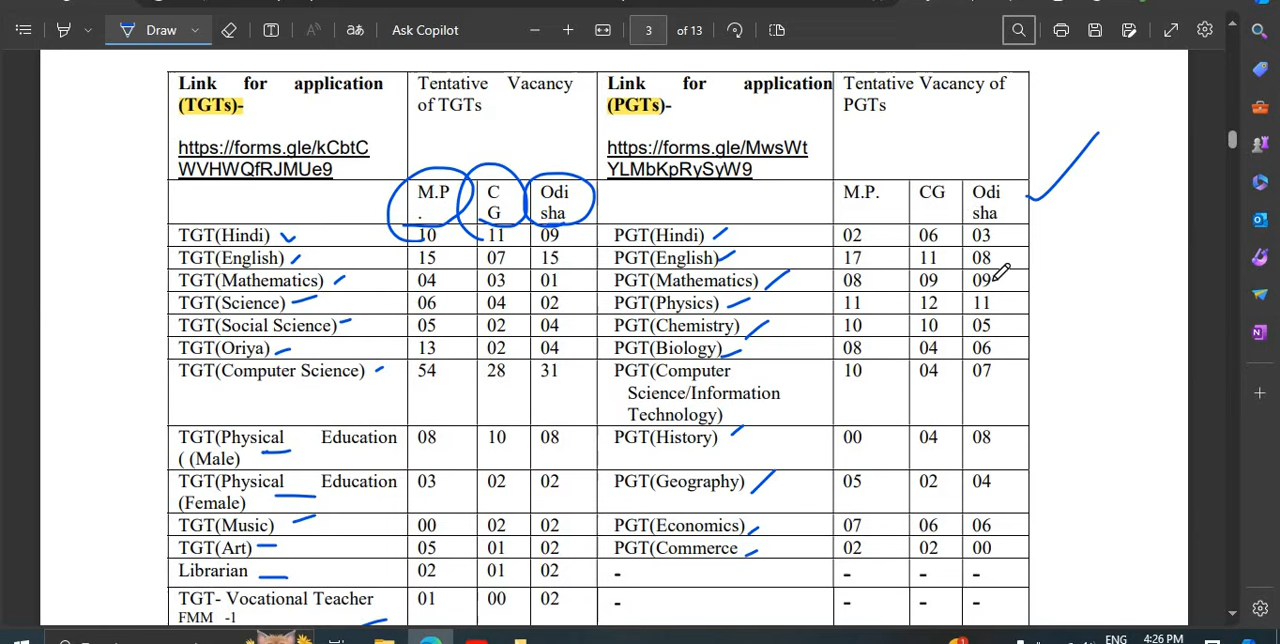 Draw
Ask Copilot
3 of 13
Link for application Tentative Vacancy Link for application Tentative Vacancy of
(TGTs)- of TGTs (PGTs)- PGTs
https://forms.gle/kCbtC https://forms.gle/MwsWt
WVHWQfRJMUe9 YLMbKpRySyW9
M.P C Odi M.P. CG Odi
. G sha sha
TGT(Hindi) 10 11 09 PGT(Hindi) 02 06 03
TGT(English) 15 07 15 PGT(English) 17 11 08
TGT(Mathematics) 04 03 01 PGT(Mathematics) 08 09 09
TGT(Science) 06 04 02 PGT(Physics) 11 12 11
TGT(Social Science) 05 02 04 PGT(Chemistry) 10 10 05
TGT(Oriya) 13 02 04 PGT(Biology) 08 04 06
TGT(Computer Science) 54 28 31 PGT(Computer 10 04 07
Science/Information
Technology)
TGT(Physical Education 08 10 08 PGT(History) 00 04 08
( (Male)
TGT(Physical Education 03 02 02 PGT(Geography) 05 02 04
(Female)
TGT(Music) 00 02 02 PGT(Economics) 07 06 06
TGT(Art) 05 01 02 PGT(Commerce 02 02 00
Librarian 02 01 02 - - - -
TGT- Vocational Teacher 01 00 02 - - - -
FMM -1
ENG 4:26 PM